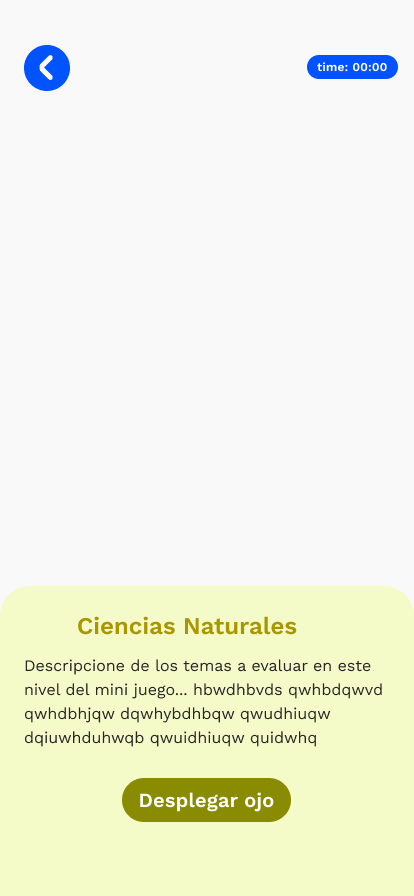 time: 00:00
Ciencias Naturales
Descripcione de los temas a evaluar en este
nivel del mini juego... hbwdhbvds qwhbdqwvd
qwhdbhjqw dqwhybdhbqw qwudhiuqw
dqiuwhduhwqb qwuidhiuqw quidwhq
Desplegar ojo